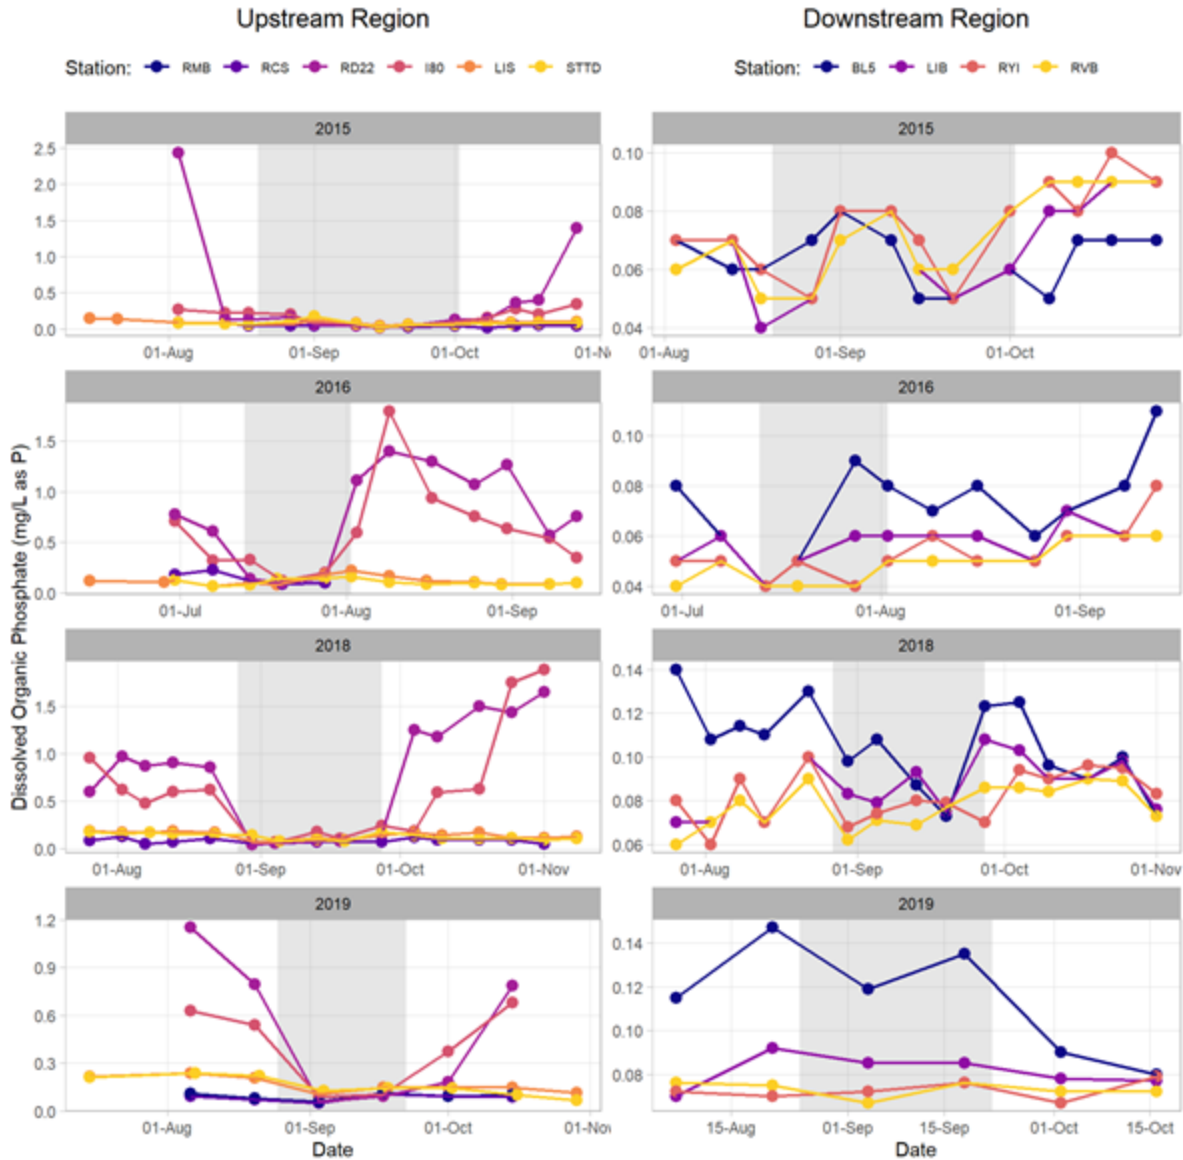 Upstream Region
Downstream Region
Station: RMB RCS RD22 I80 LIS STTD
Station: BL5 LIB RYI RVB
Dissolved Organic Phosphate (mg/L as P)
2015
2.5
2.0
1.5
1.0
0.5
0.0
01-Aug 01-Sep 01-Oct 01-N
2015
0.10
0.08
0.06
0.04
01-Aug 01-Sep 01-Oct
2016
1.5
1.0
0.5
0.0
01-Jul 01-Aug 01-Sep
2016
0.10
0.08
0.06
0.04
01-Jul 01-Aug 01-Sep
2018
1.5
1.0
0.5
0.0
01-Aug 01-Sep 01-Oct 01-Nov
2018
0.14
0.12
0.10
0.08
0.06
01-Aug 01-Sep 01-Oct 01-Nov
2019
1.2
0.9
0.6
0.3
0.0
01-Aug 01-Sep 01-Oct 01-Nov
Date
2019
0.14
0.12
0.10
0.08
15-Aug 01-Sep 15-Sep 01-Oct 15-Oct
Date